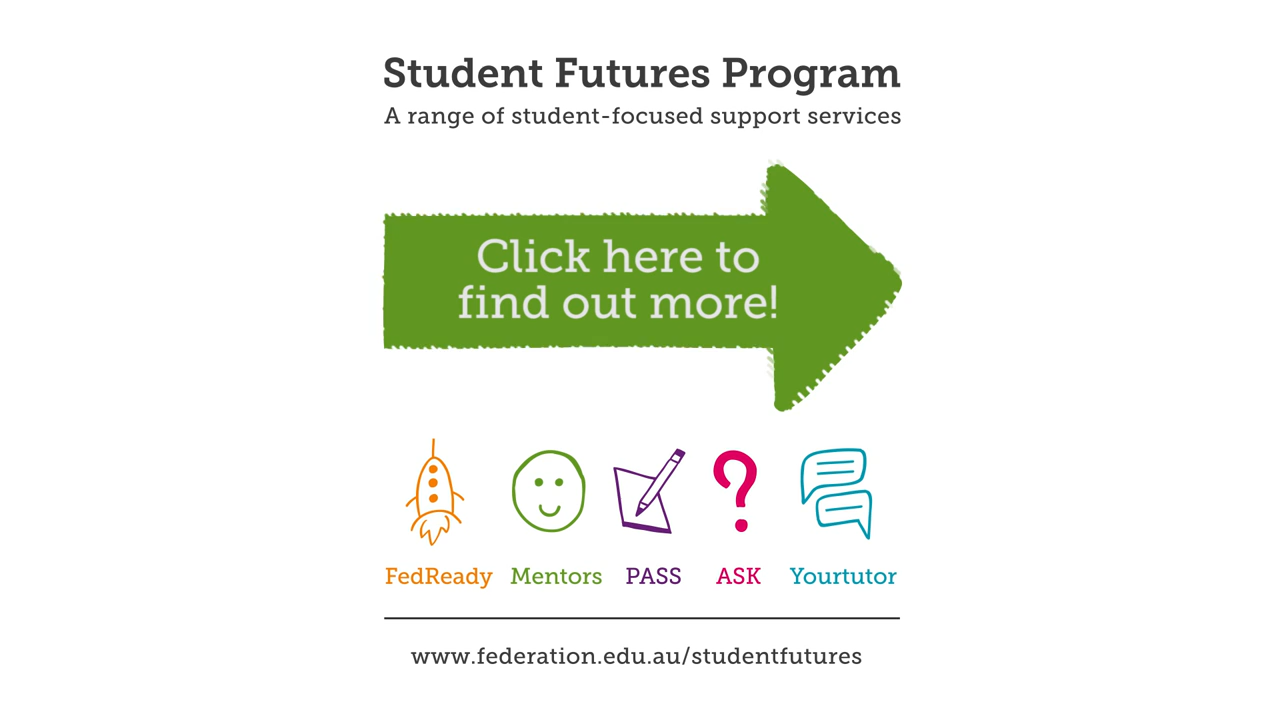 Student Futures Program
A range of student-focused support services
Click here to
find out more!
FedReady Mentors PASS ASK Yourtutor
www.federation.edu.au/studentfutures